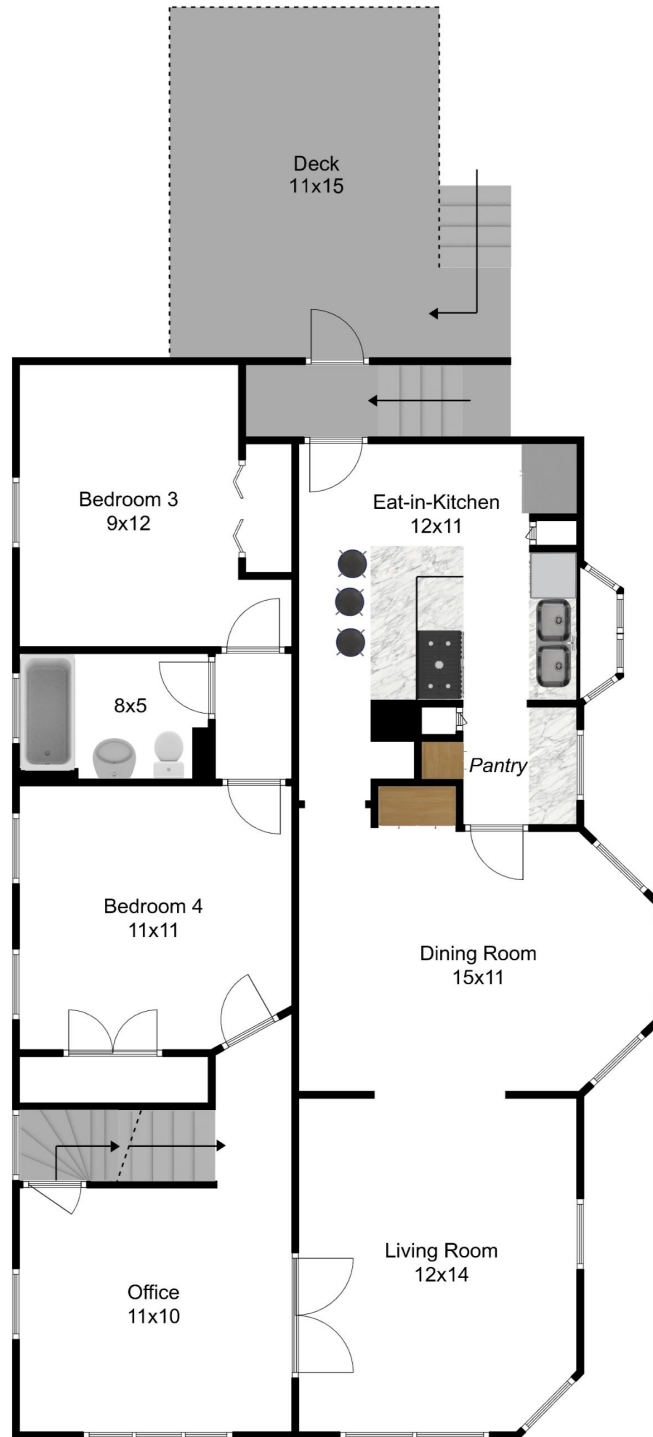 Deck
11x15
Bedroom 3
9x12
Eat-in-Kitchen
12x11
8x5
Pantry
Bedroom 4
11x11
Dining Room
15x11
Living Room
12x14
Office
11x10